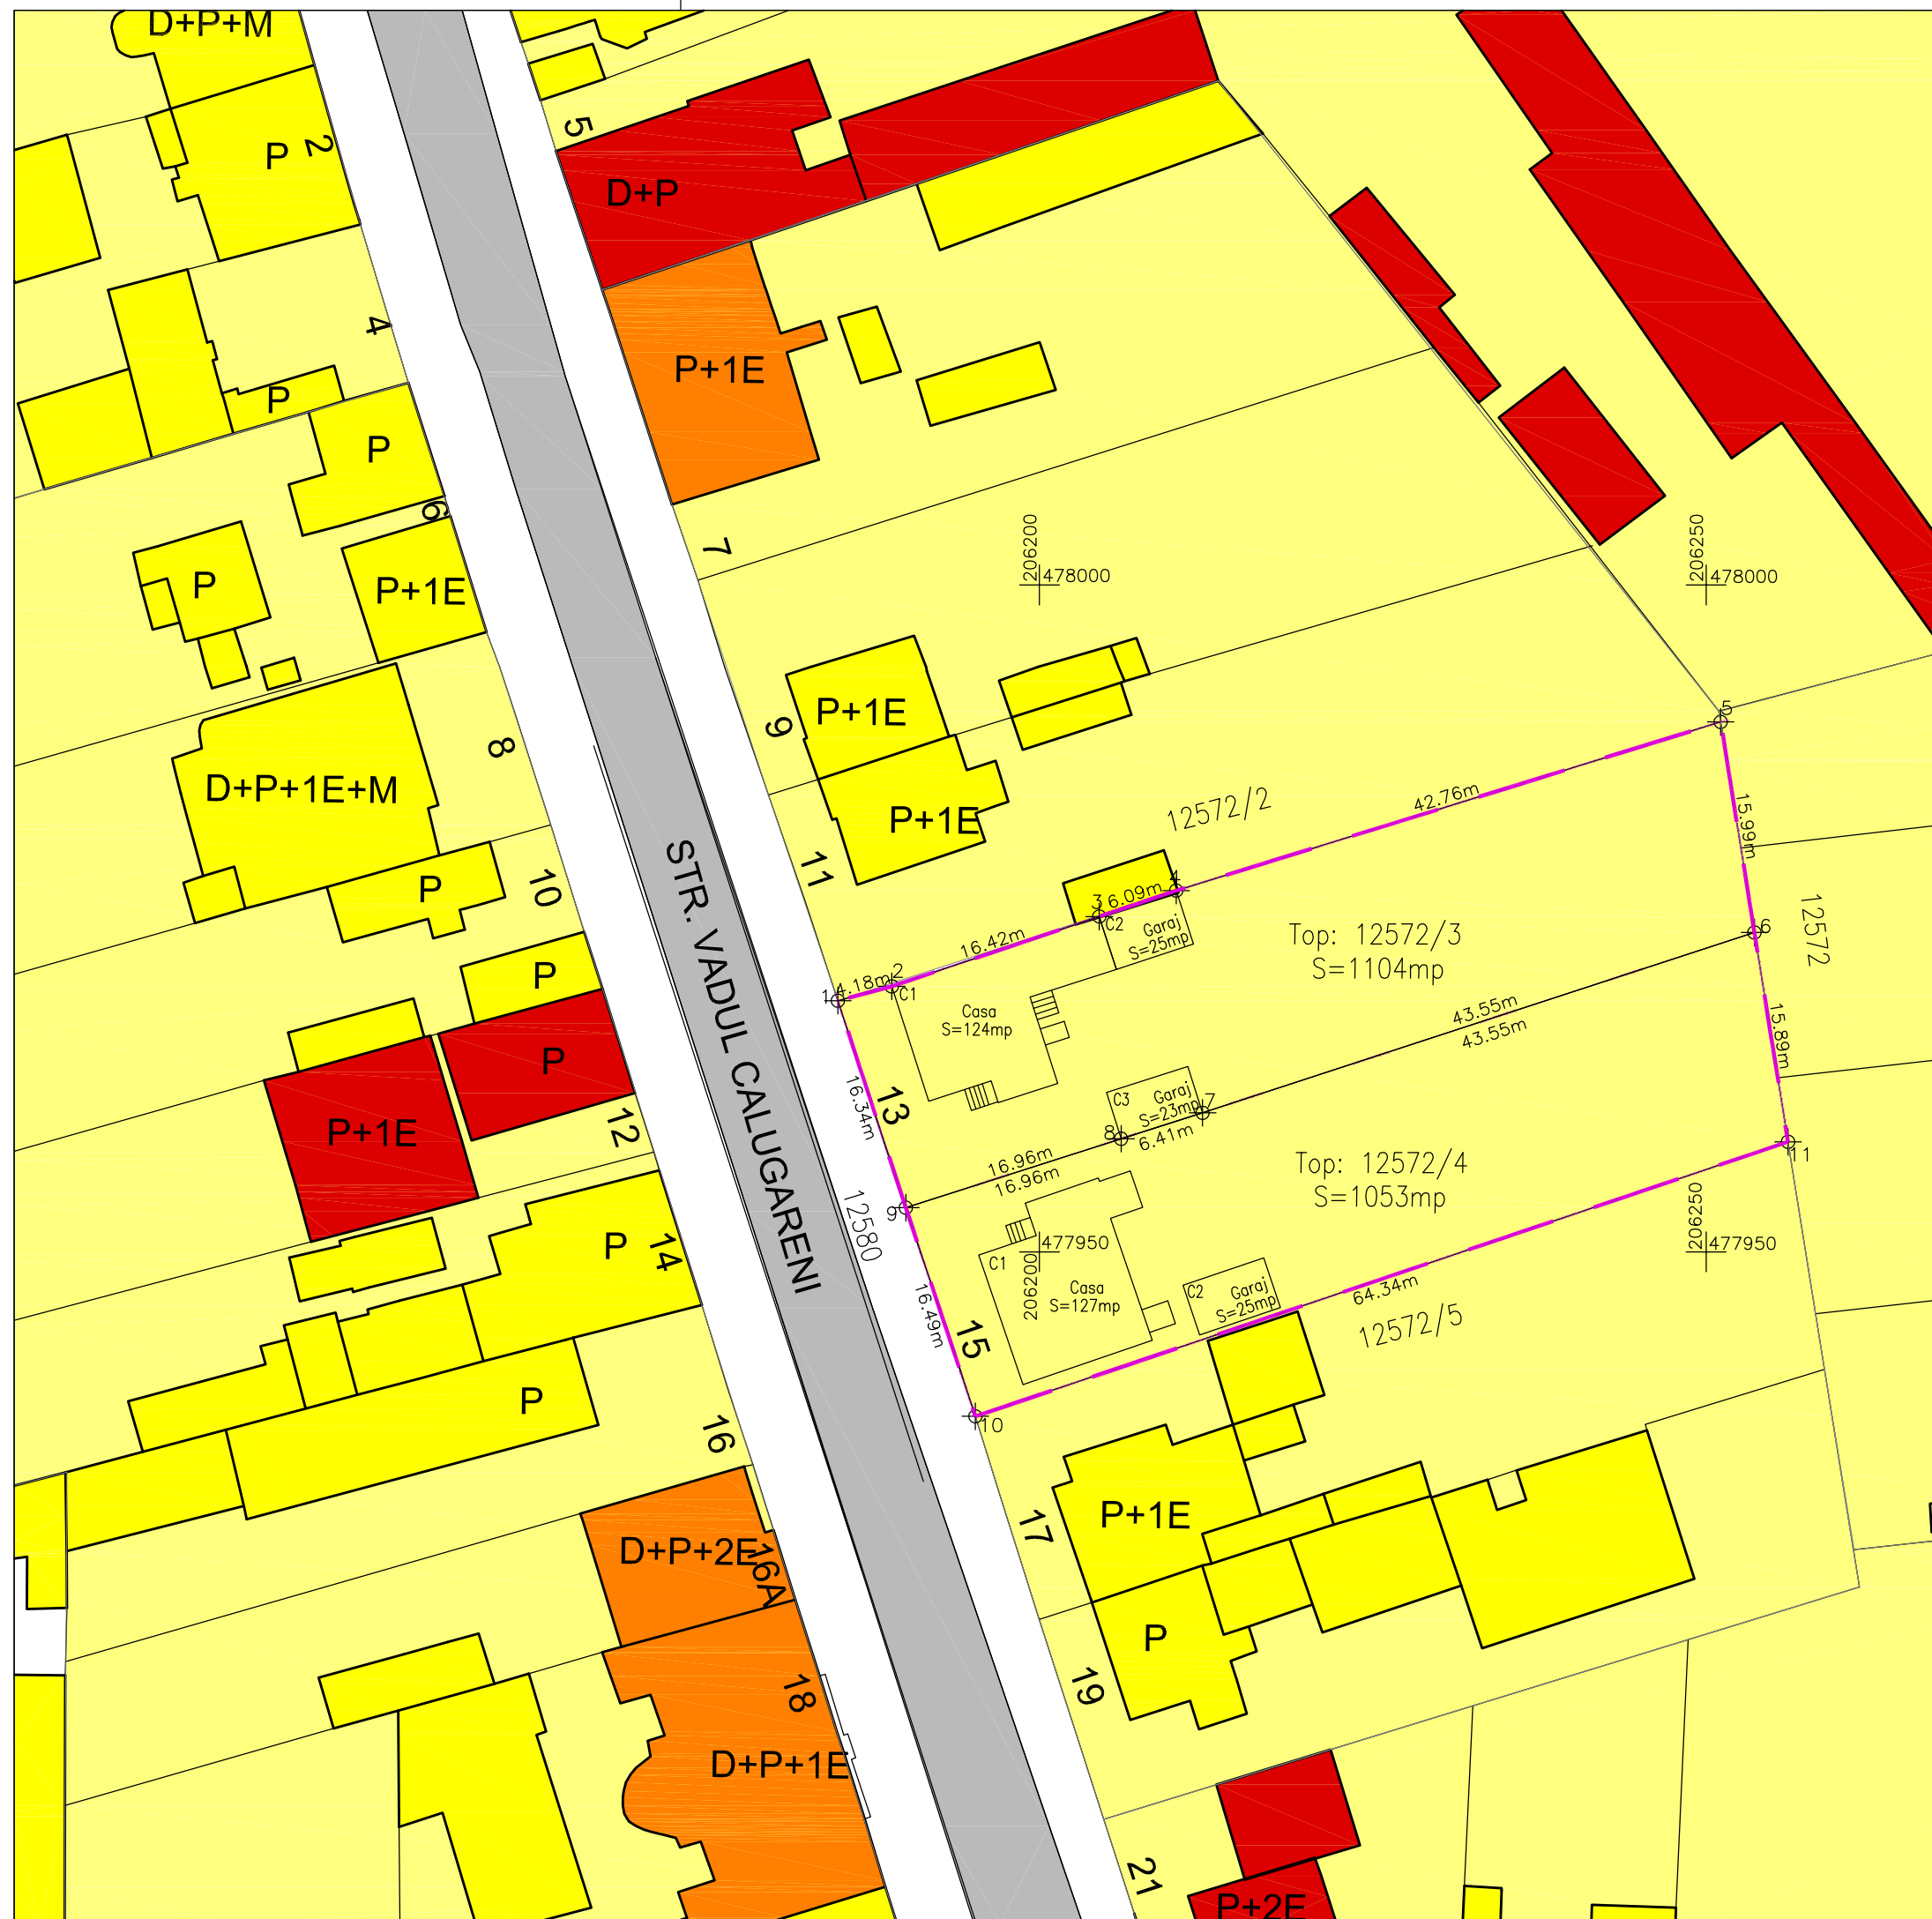 D+P+M
2
P
5
D+P
4
P
P+1E
P
6
P
P+1E
7
206200
478000
206250
478000
8
D+P+1E+M
P+1E
9
P+1E
11
10
P
P
12572/2
42.76m
5
15.99m
STR. VADUL CALUGARENI
1
4.18m
2
C1
16.42m
3
6.09m
4
C2
Garaj
S=25mp
Top: 12572/3
S=1104mp
6
12572
Casa
S=124mp
16.34m
13
43.55m
43.55m
15.89m
P
P+1E
12
C3
Garaj
S=23mp
7
8
6.41m
16.96m
16.96m
9
12580
Top: 12572/4
S=1053mp
11
P
14
C1
206200
477950
Casa
S=127mp
C2
Garaj
S=25mp
206250
477950
16.49m
15
64.34m
12572/5
10
P
16
D+P+2E
16A
17
P+1E
P
18
19
D+P+1E
21
P+2E